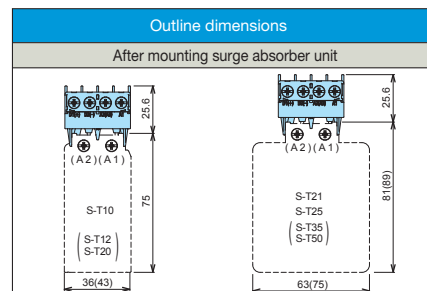 Outline dimensions
After mounting surge absorber unit
25.6
(A2) (A1)
75
S-T10
(S-T12
S-T20)
36(43)
25.6
(A2) (A1)
81(89)
S-T21
S-T25
(S-T35
S-T50)
63(75)